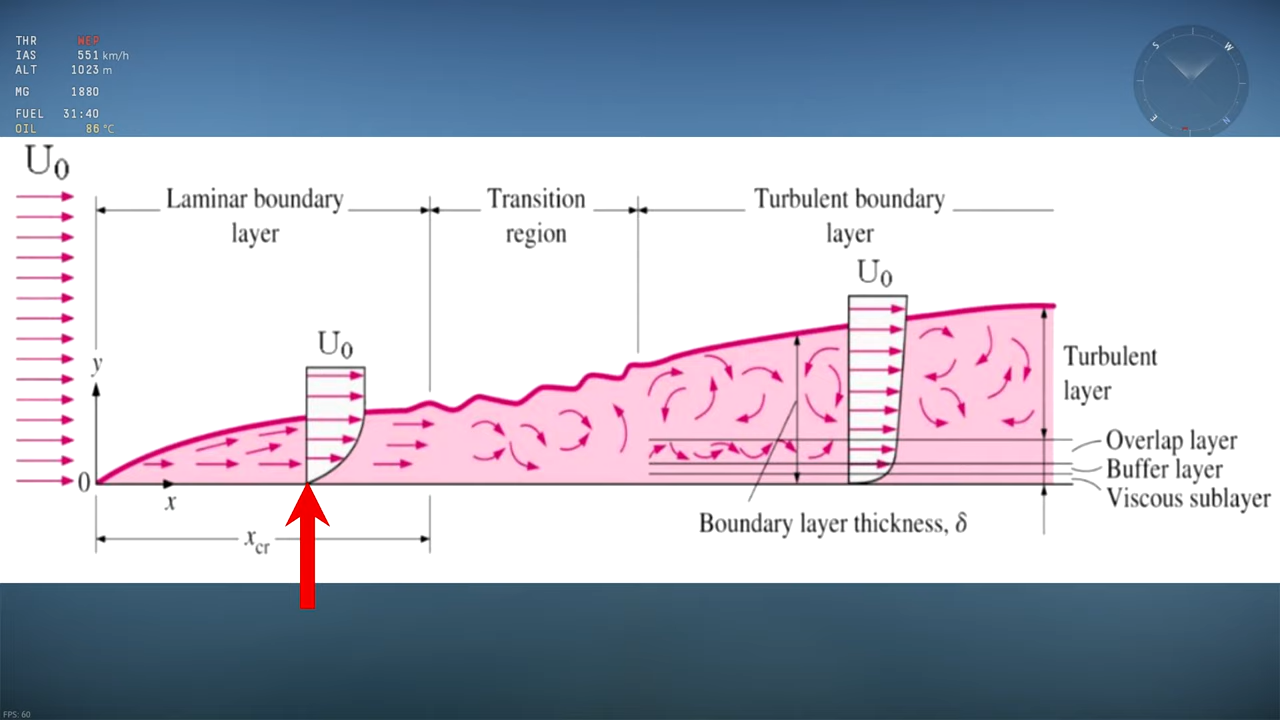 THR WEP
IAS 551 km/h
ALT 1023 m
MG 1880
FUEL 31:40
OIL 86 °C
S W
E N
U0
Laminar boundary
layer
Transition
region
Turbulent boundary
layer
U0
U0
y
Turbulent
layer
Overlap layer
Buffer layer
Viscous sublayer
0
x
xcr
Boundary layer thickness, δ
FPS: 60